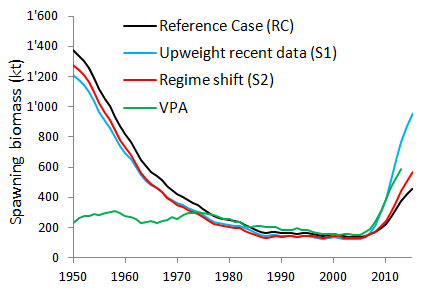 Spawning biomass (kt)
1'600
1'400
1'200
1'000
800
600
400
200
0
Reference Case (RC)
Upweight recent data (S1)
Regime shift (S2)
VPA
1950 1960 1970 1980 1990 2000 2010